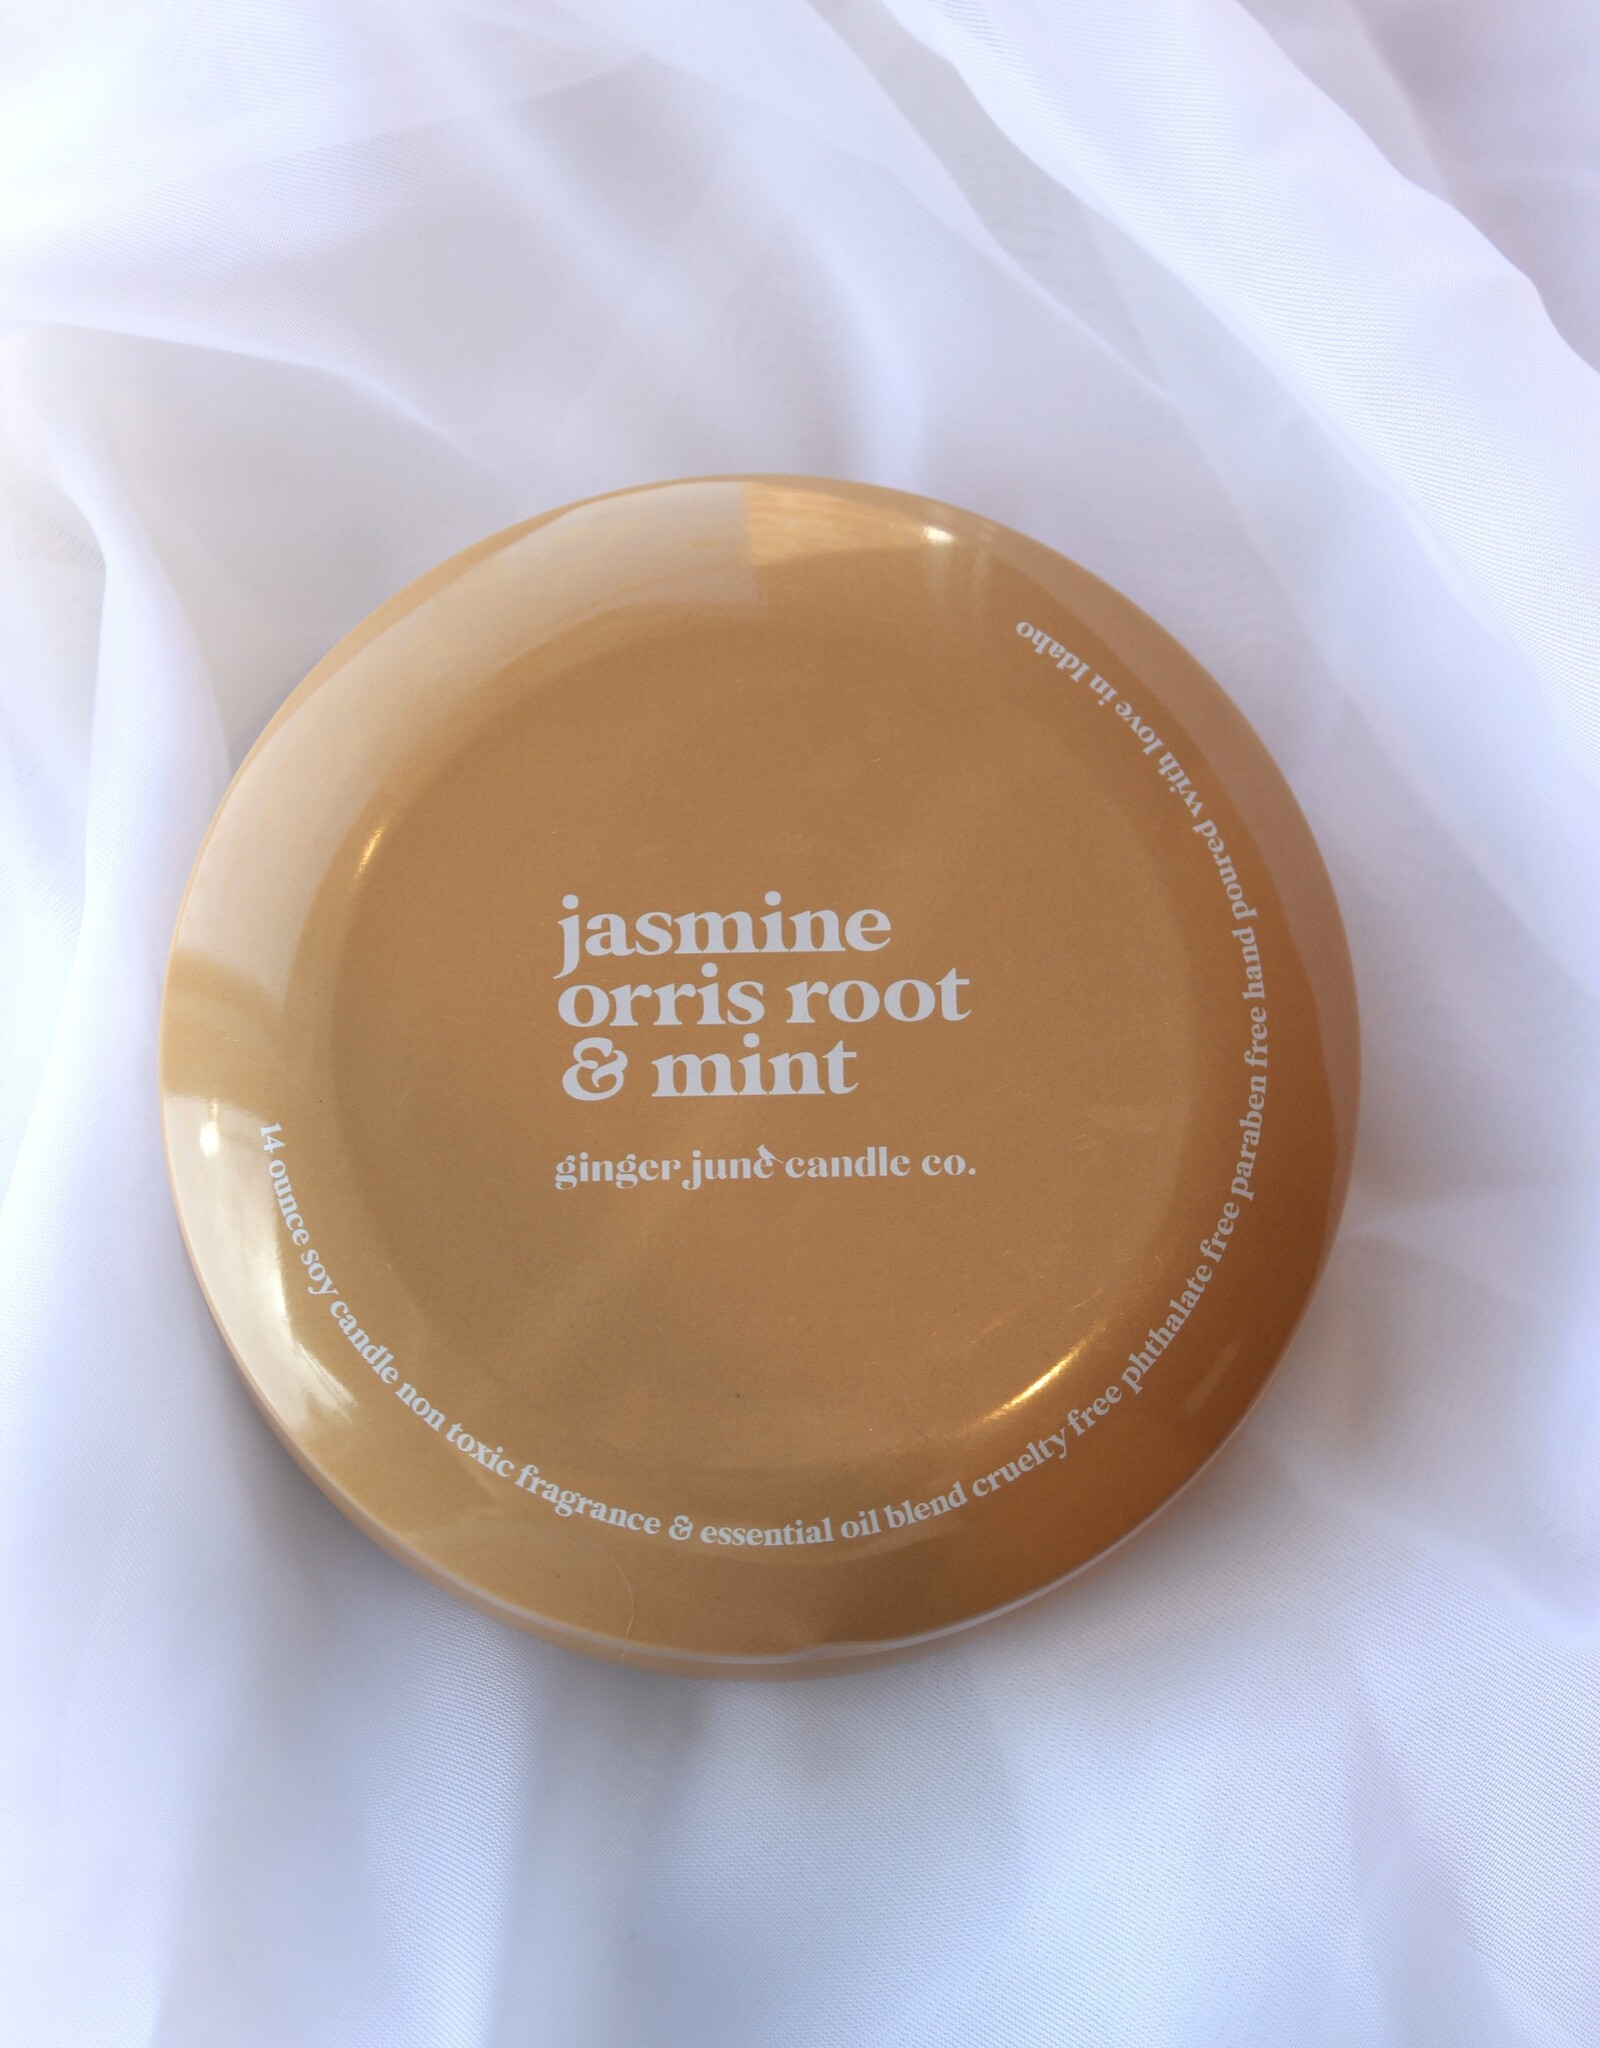 jasmine
orris root
& mint
ginger june candle co.
14 ounce soy candle non toxic fragrance & essential oil blend cruelty free phthalate free paraben free hand poured with love in Idaho